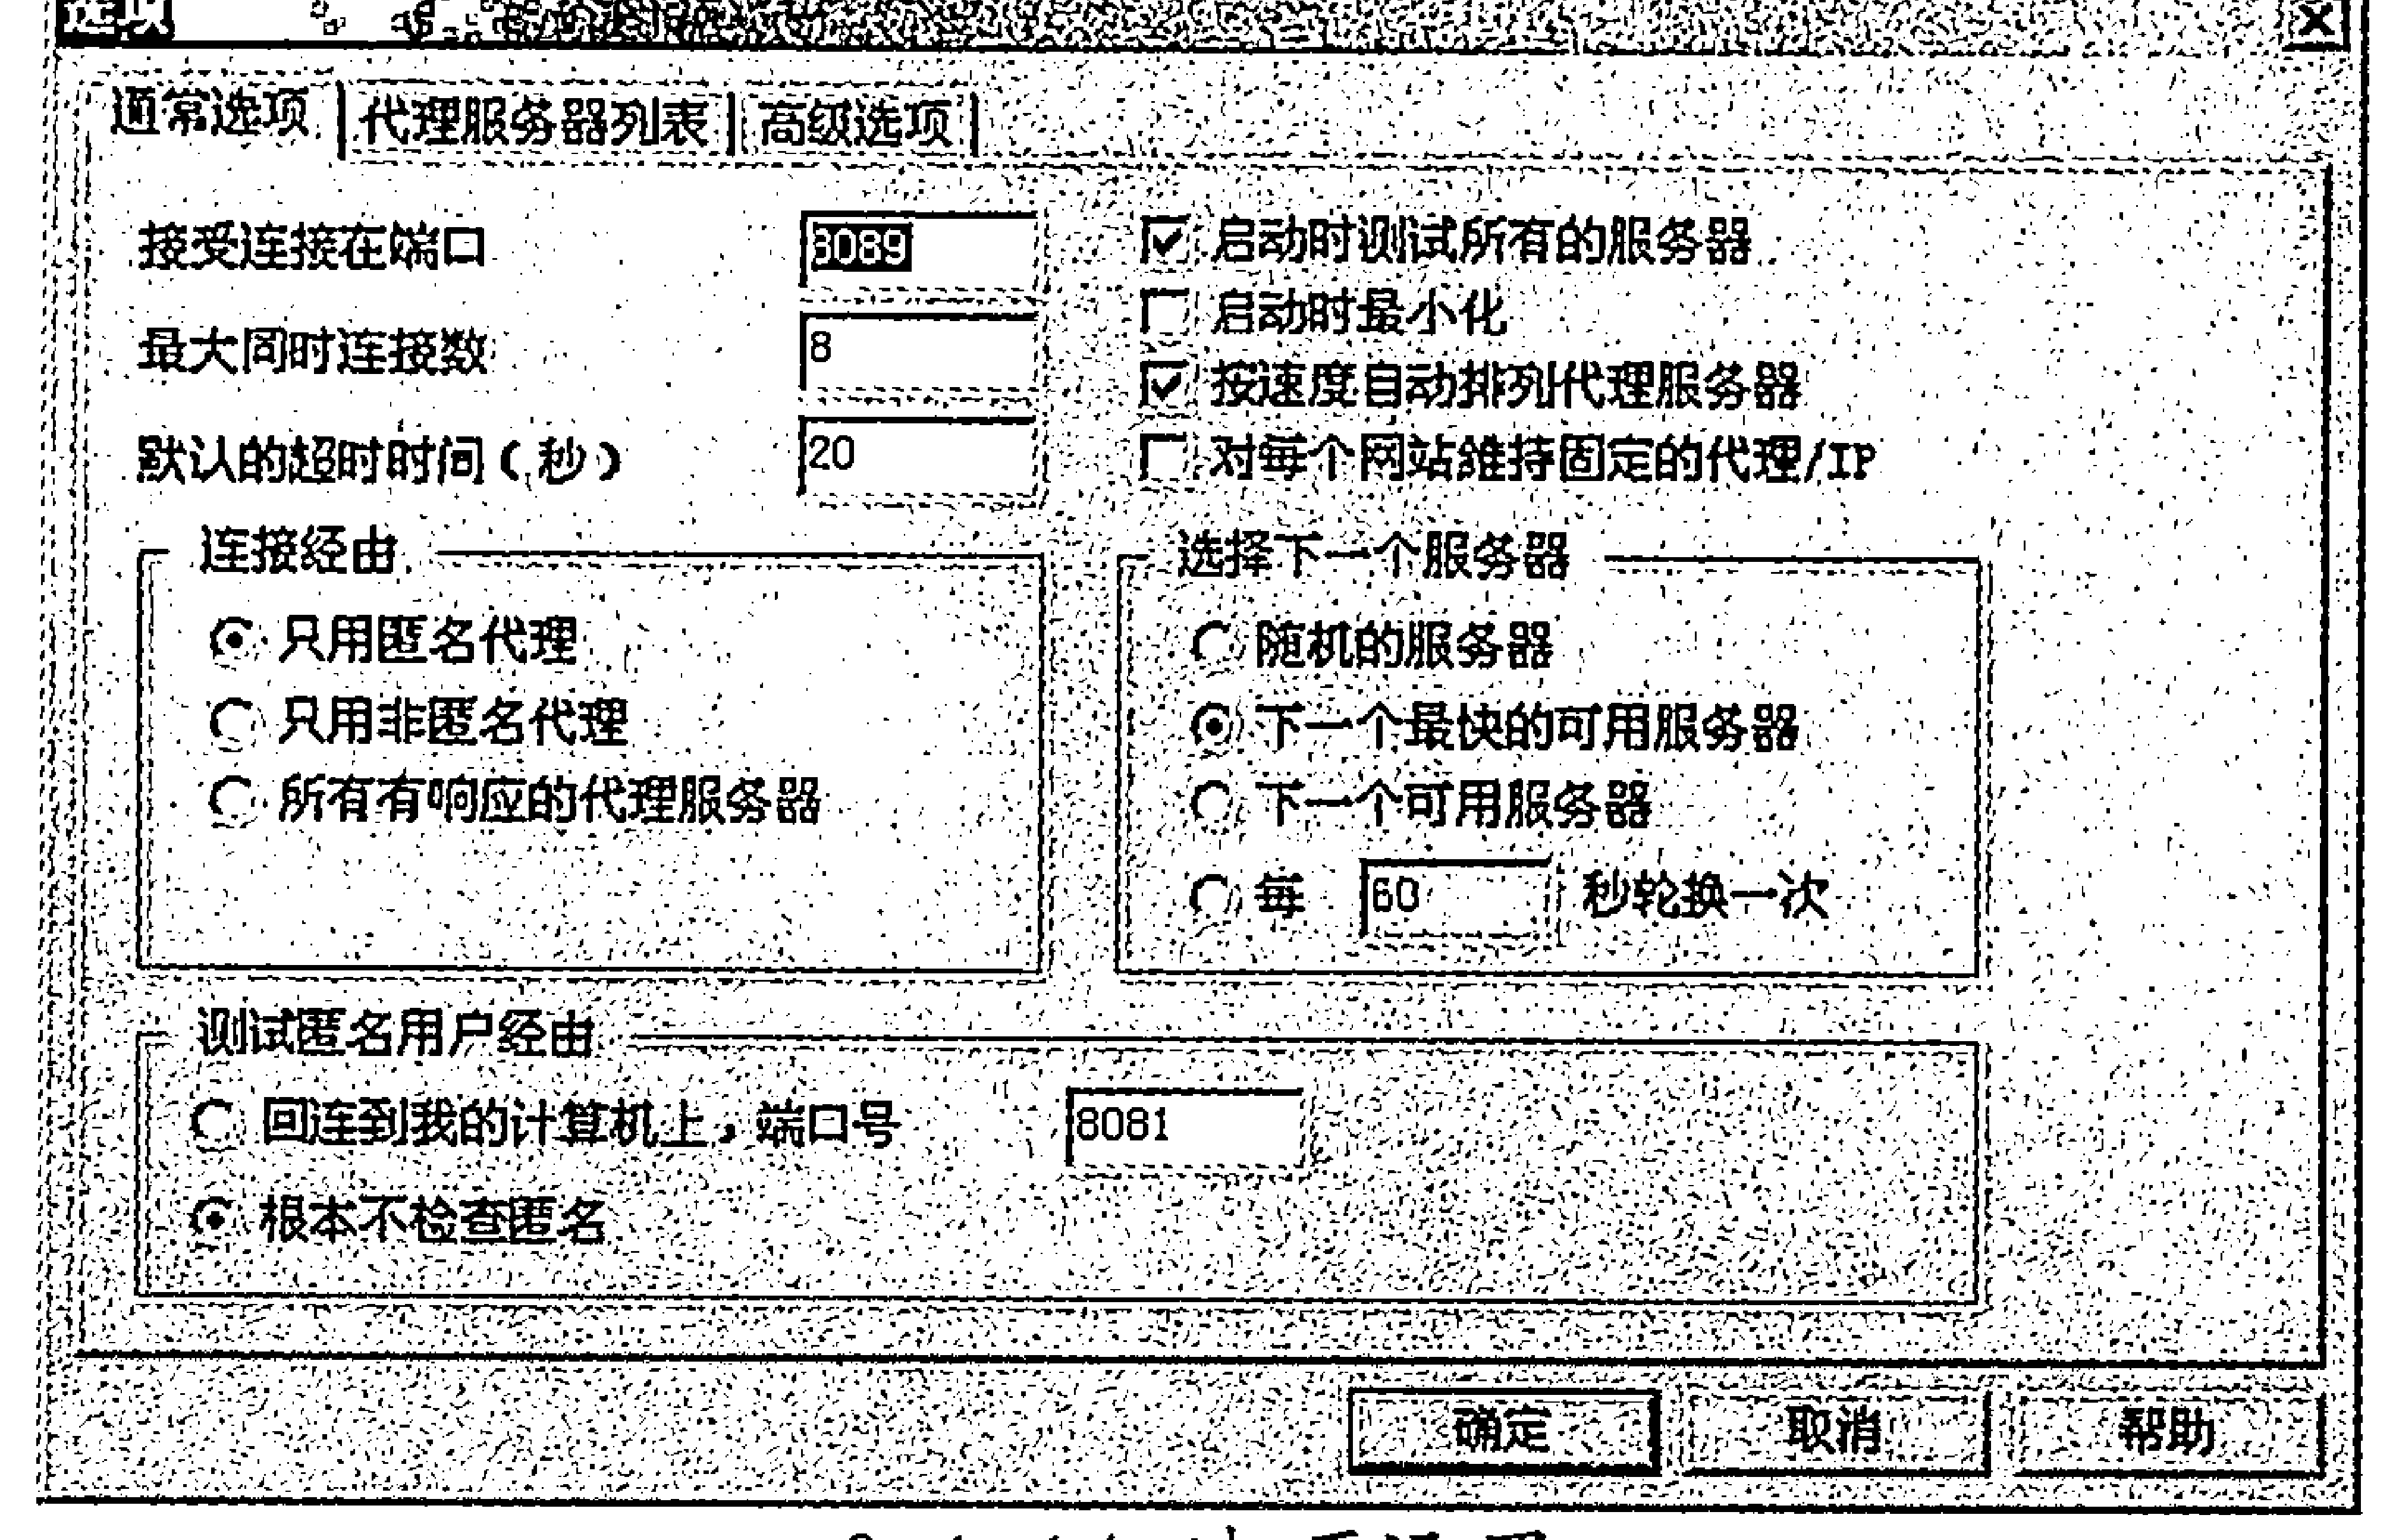 选项
通常选项 代理服务器列表 高级选项
接受连接在端口 8089
最大同时连接数 8
默认的超时时间(秒) 20
启动时测试所有的服务器
启动时最小化
按速度自动排列代理服务器
对每个网站维持固定的代理/IP
连接经由
只用匿名代理
只用非匿名代理
所有有响应的代理服务器
选择下一个服务器
随机的服务器
下一个最快的可用服务器
下一个可用服务器
每 60 秒轮换一次
测试匿名用户经由
回连到我的计算机上,端口号 8081
根本不检查匿名
确定 取消 帮助